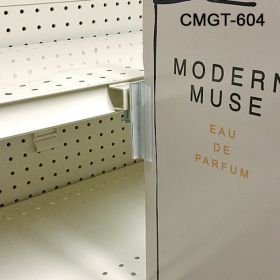 CMGT-604
MODERN
MUSE
EAU
DE
PARFUM